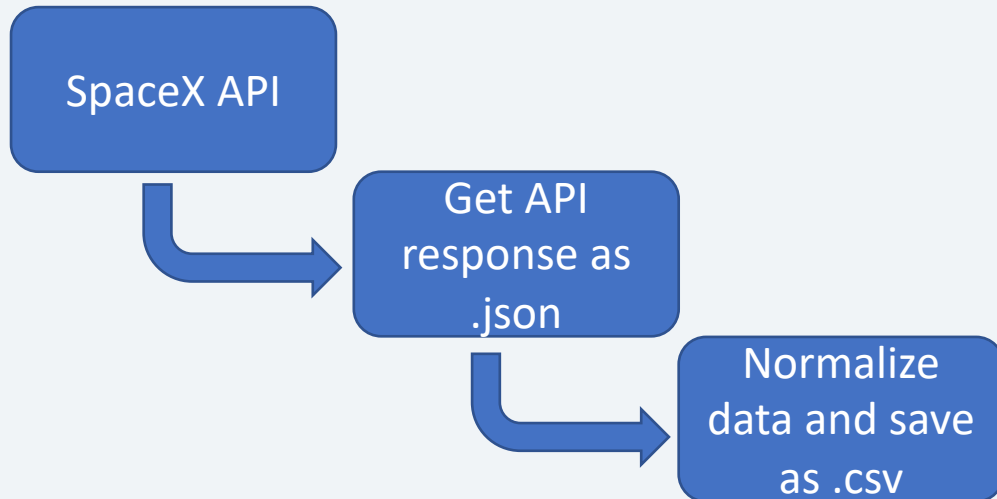 SpaceX API
Get API
response as
.json
Normalize
data and save
as .csv